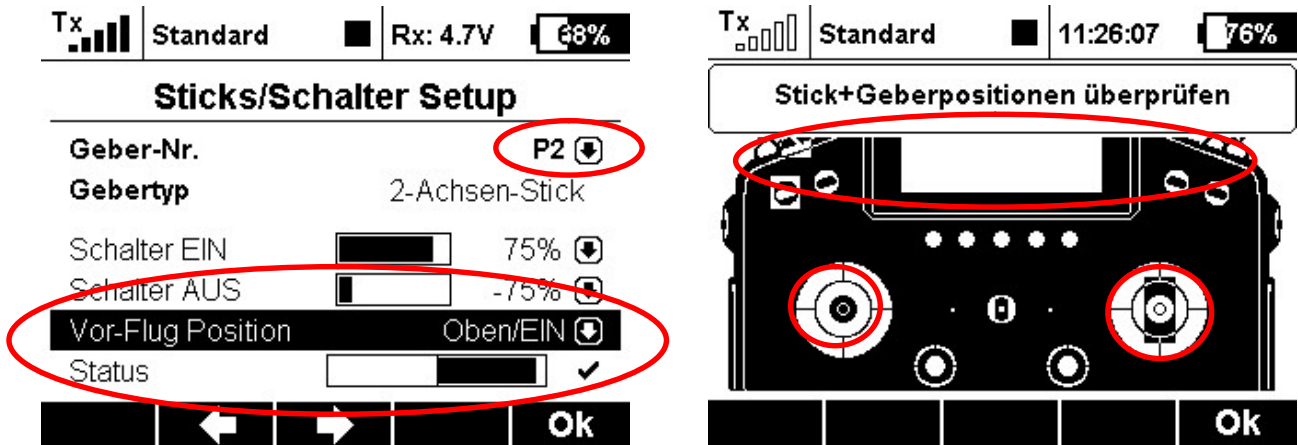 Tx Standard Rx: 4.7V 68%
Sticks/Schalter Setup
Geber-Nr. P2
Gebertyp 2-Achsen-Stick
Schalter EIN 75%
Schalter AUS -75%
Vor-Flug Position Oben/EIN
Status
Ok
Tx Standard 11:26:07 76%
Stick+Geberpositionen überprüfen
Ok